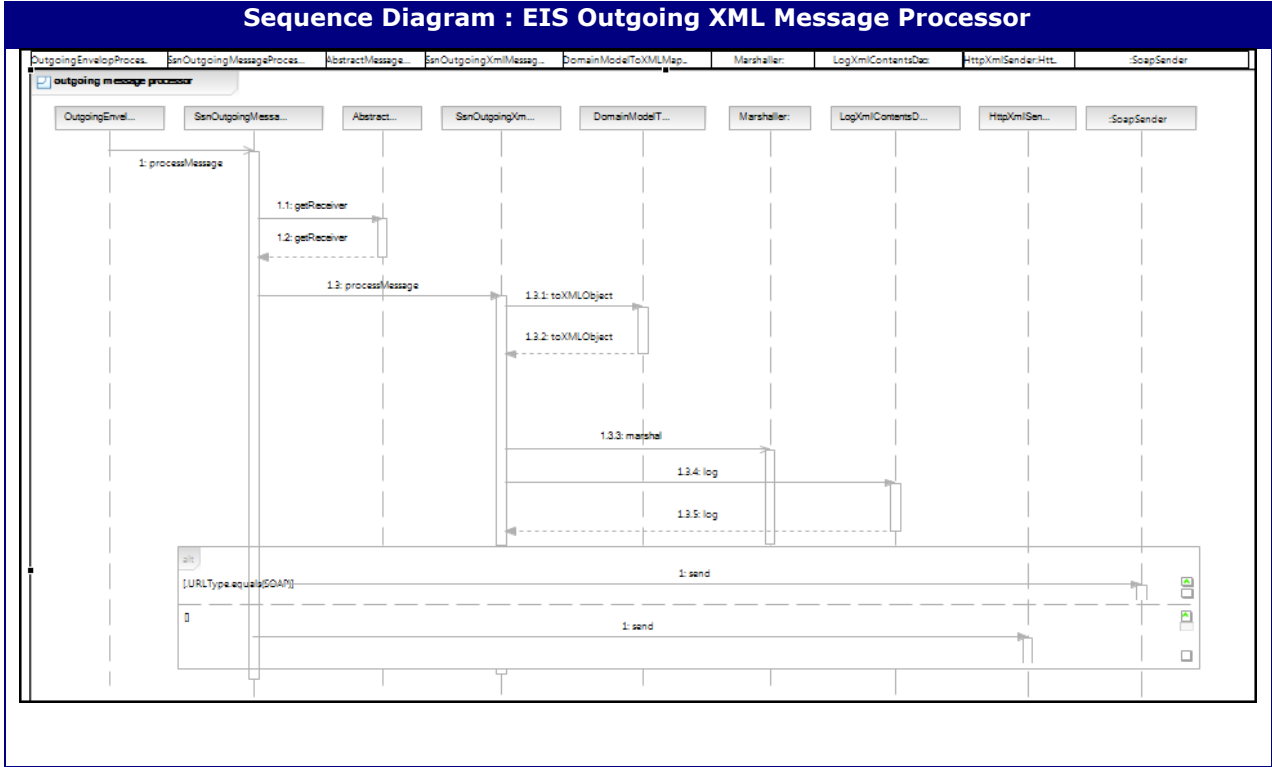 Sequence Diagram : EIS Outgoing XML Message Processor
OutgoingEnvelopProces... SsnOutgoingMessageProces... AbstractMessage... SsnOutgoingXmlMessag... DomainModelToXMLMap... Marshaller: LogXmlContentsDao: HttpXmlSender:Htt... :SoapSender
outgoing message processor
OutgoingEnvel... SsnOutgoingMessa... Abstract... SsnOutgoingXm... DomainModelT... Marshaller: LogXmlContentsD... HttpXmlSen... :SoapSender
1: processMessage
1.1: getReceiver
1.2: getReceiver
1.3: processMessage
1.3.1: toXMLObject
1.3.2: toXMLObject
1.3.3: marshal
1.3.4: log
1.3.5: log
alt
[.URLType.equals(SOAP)]
1: send
[]
1: send